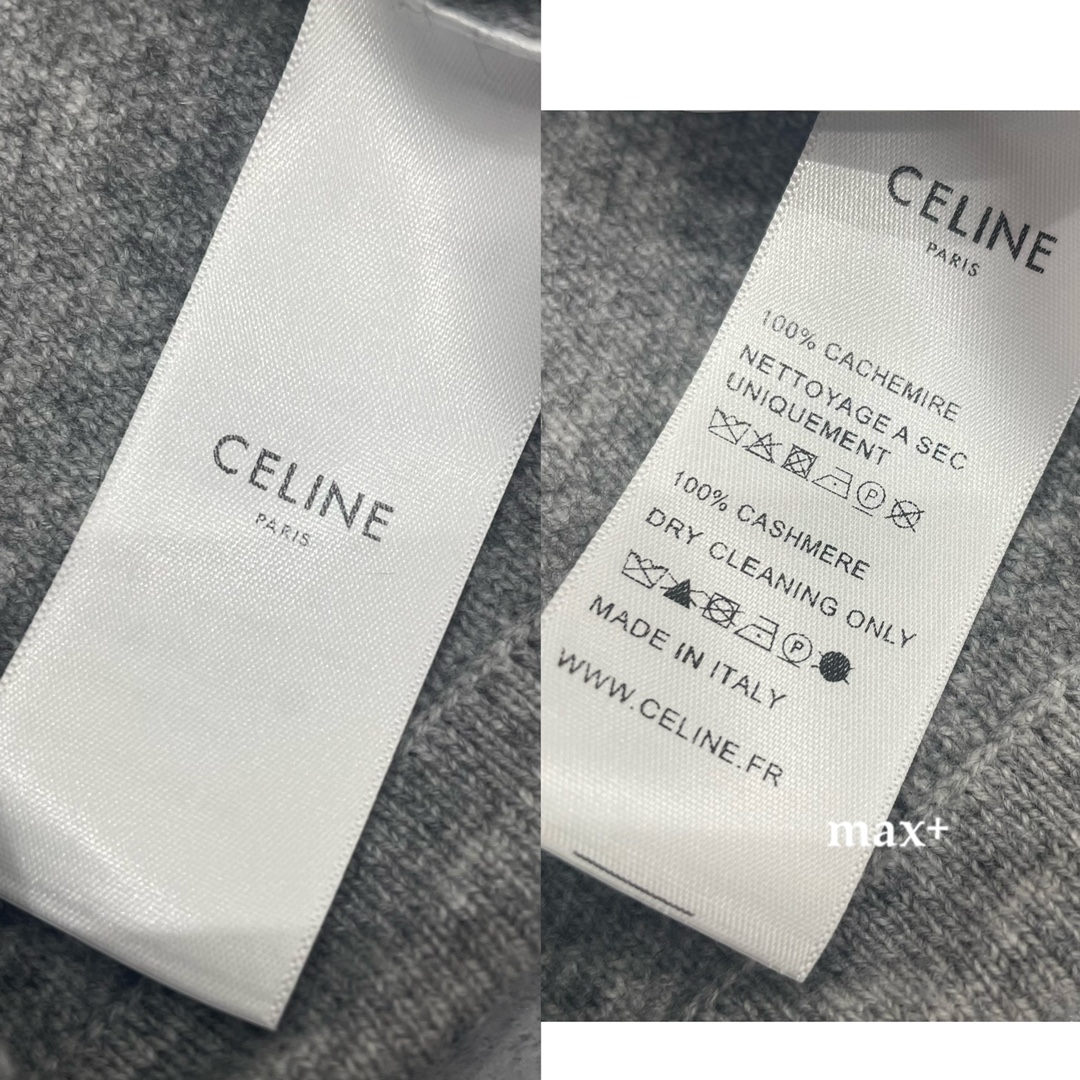 CELINE
PARIS
CELINE
PARIS
100% CACHEMIRE
NETTOYAGE A SEC
UNIQUEMENT
P
100% CASHMERE
DRY CLEANING ONLY
P
MADE IN ITALY
WWW.CELINE.FR
max+